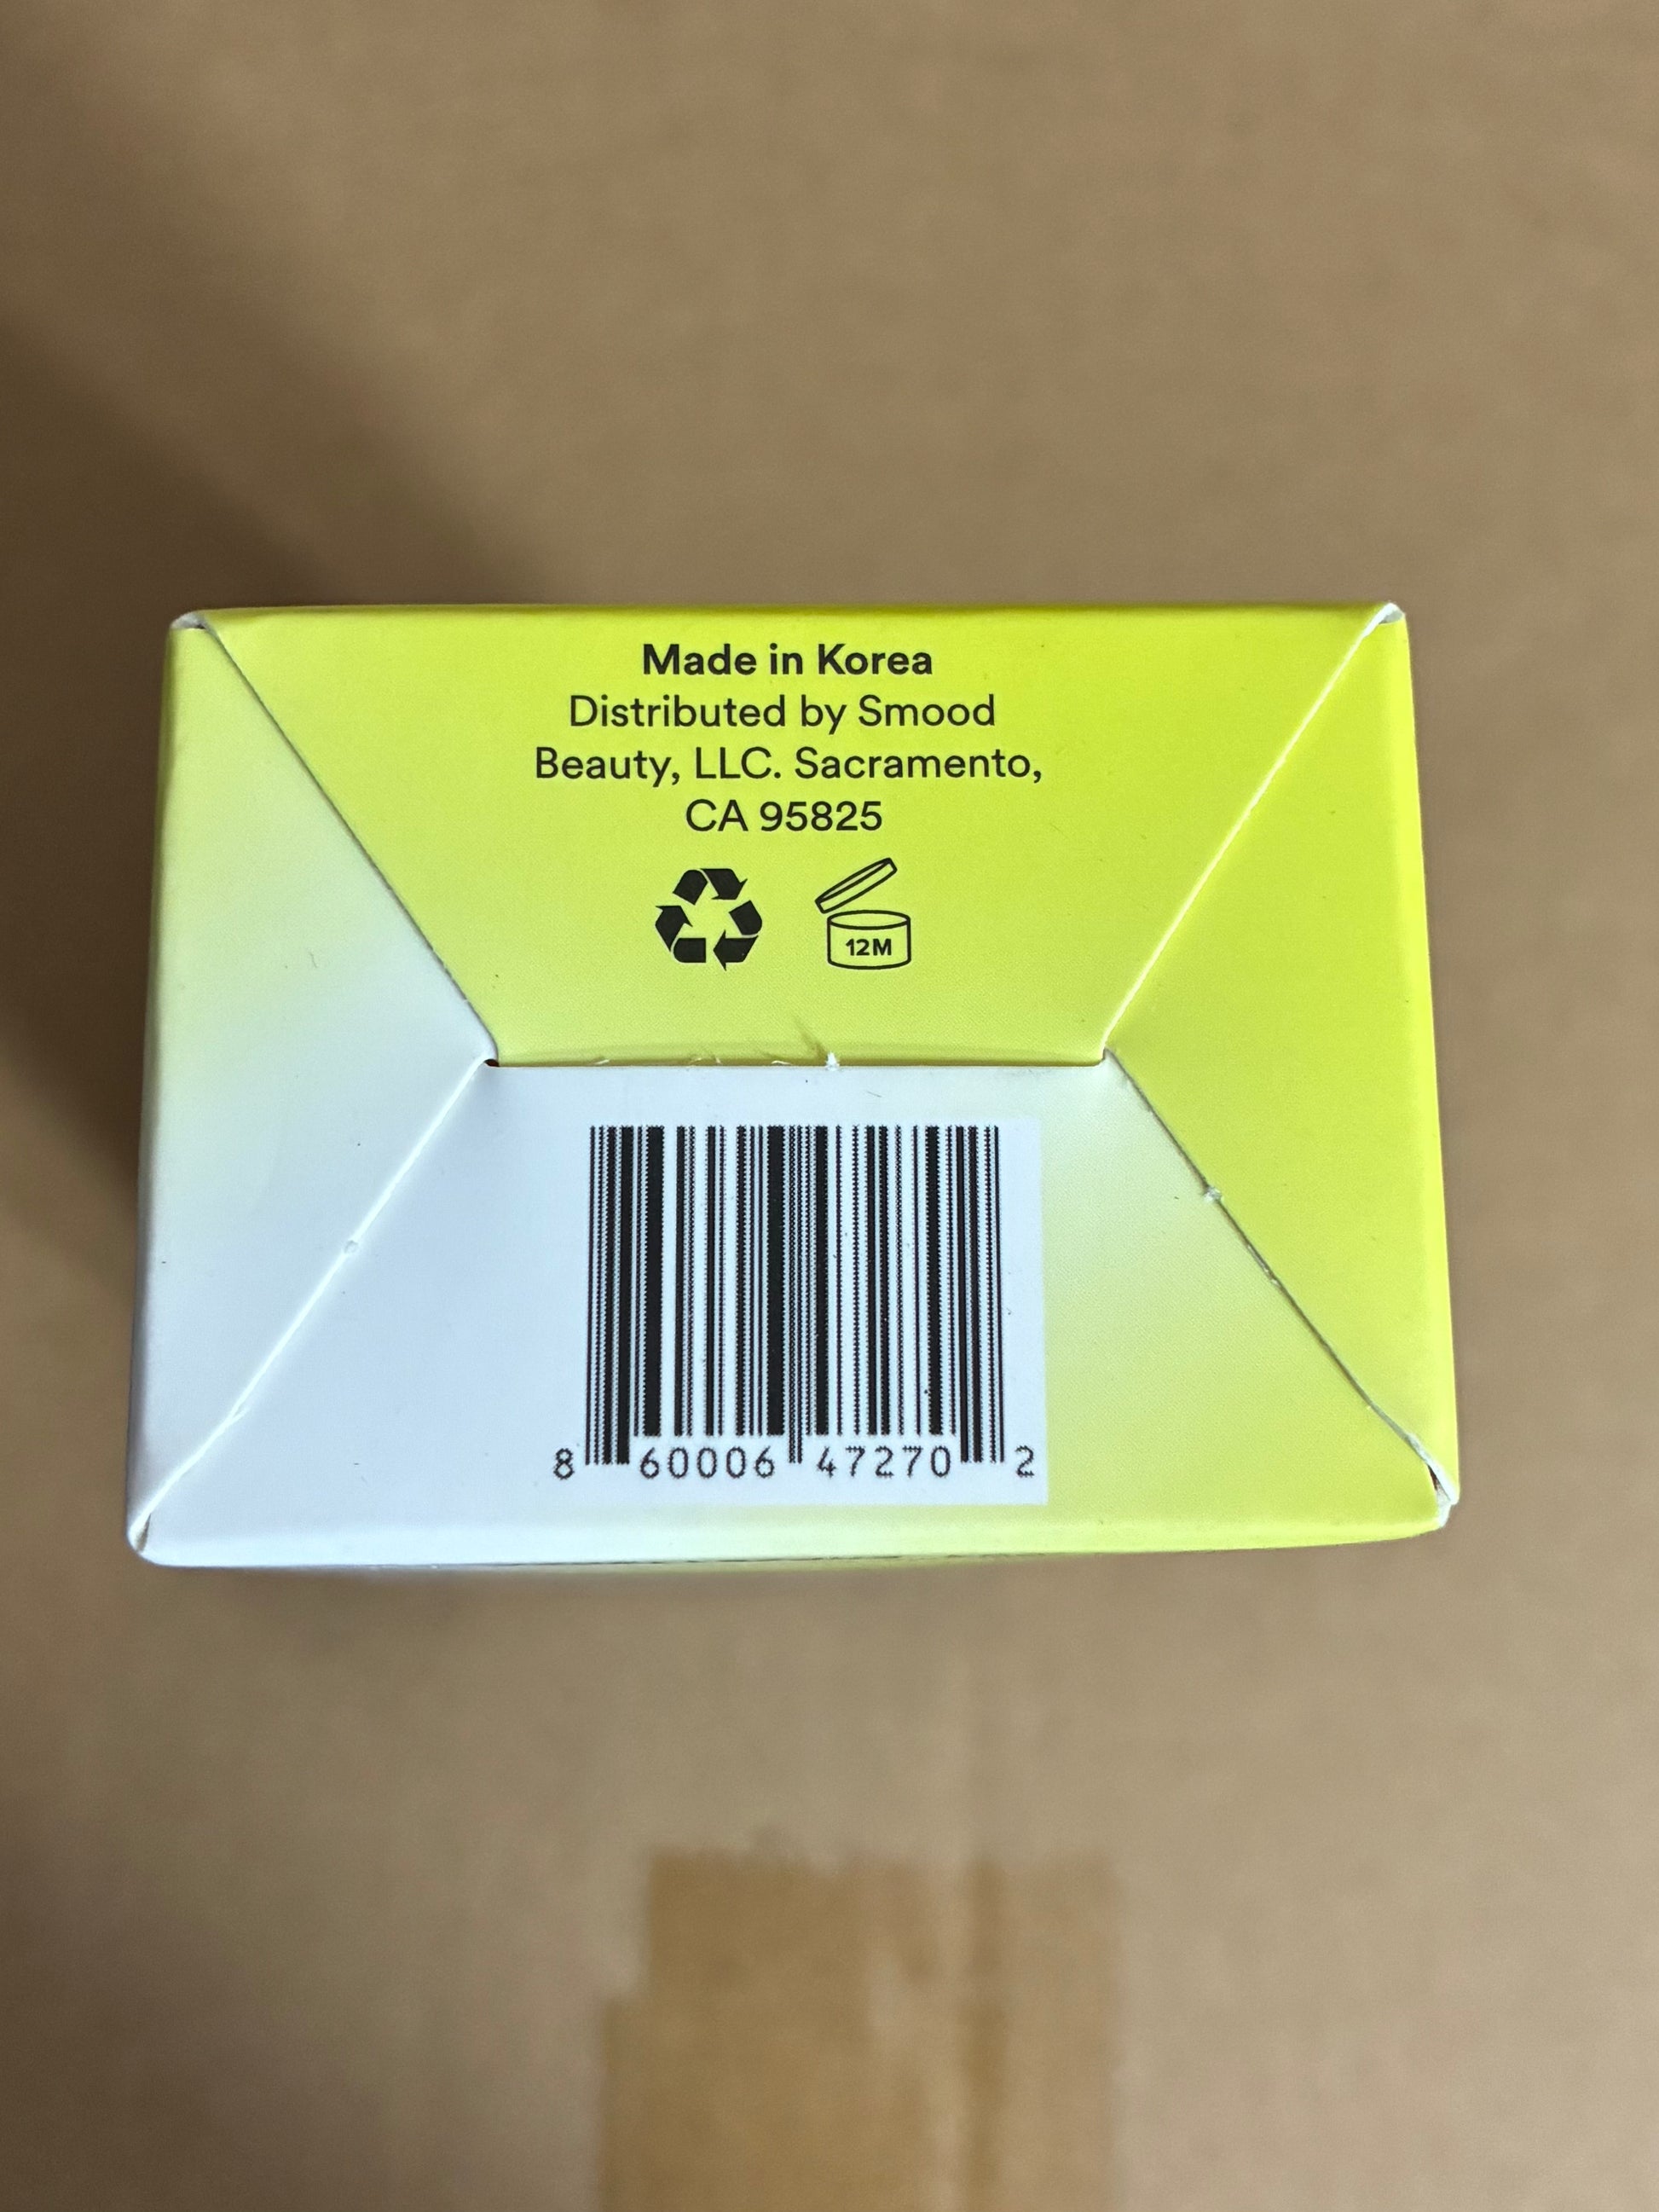 Made in Korea
Distributed by Smood
Beauty, LLC. Sacramento,
CA 95825
12M
8 60006 47270 2